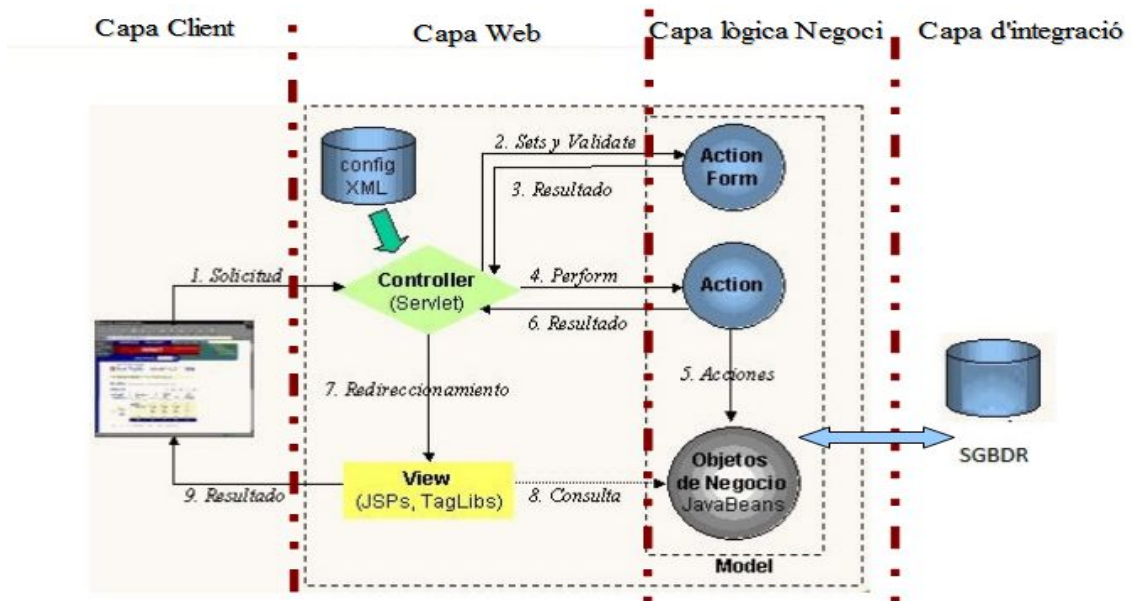 Capa Client
Capa Web
Capa lògica Negoci
Capa d'integració
config
XML
2. Sets y Validate
3. Resultado
Action
Form
1. Solicitud
Controller
(Servlet)
4. Perform
6. Resultado
Action
7. Redireccionamiento
5. Acciones
SGBDR
9. Resultado
View
(JSPs, TagLibs)
8. Consulta
Objetos
de Negocio
JavaBeans
Model